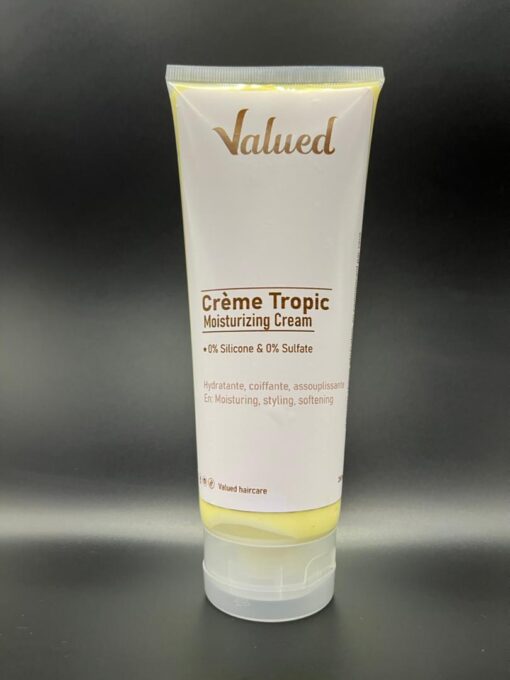 Valued
Crème Tropic
Moisturizing Cream
• 0% Silicone & 0% Sulfate
Hydratante, coiffante, assouplissante
En: Moisturing, styling, softening
Valued haircare